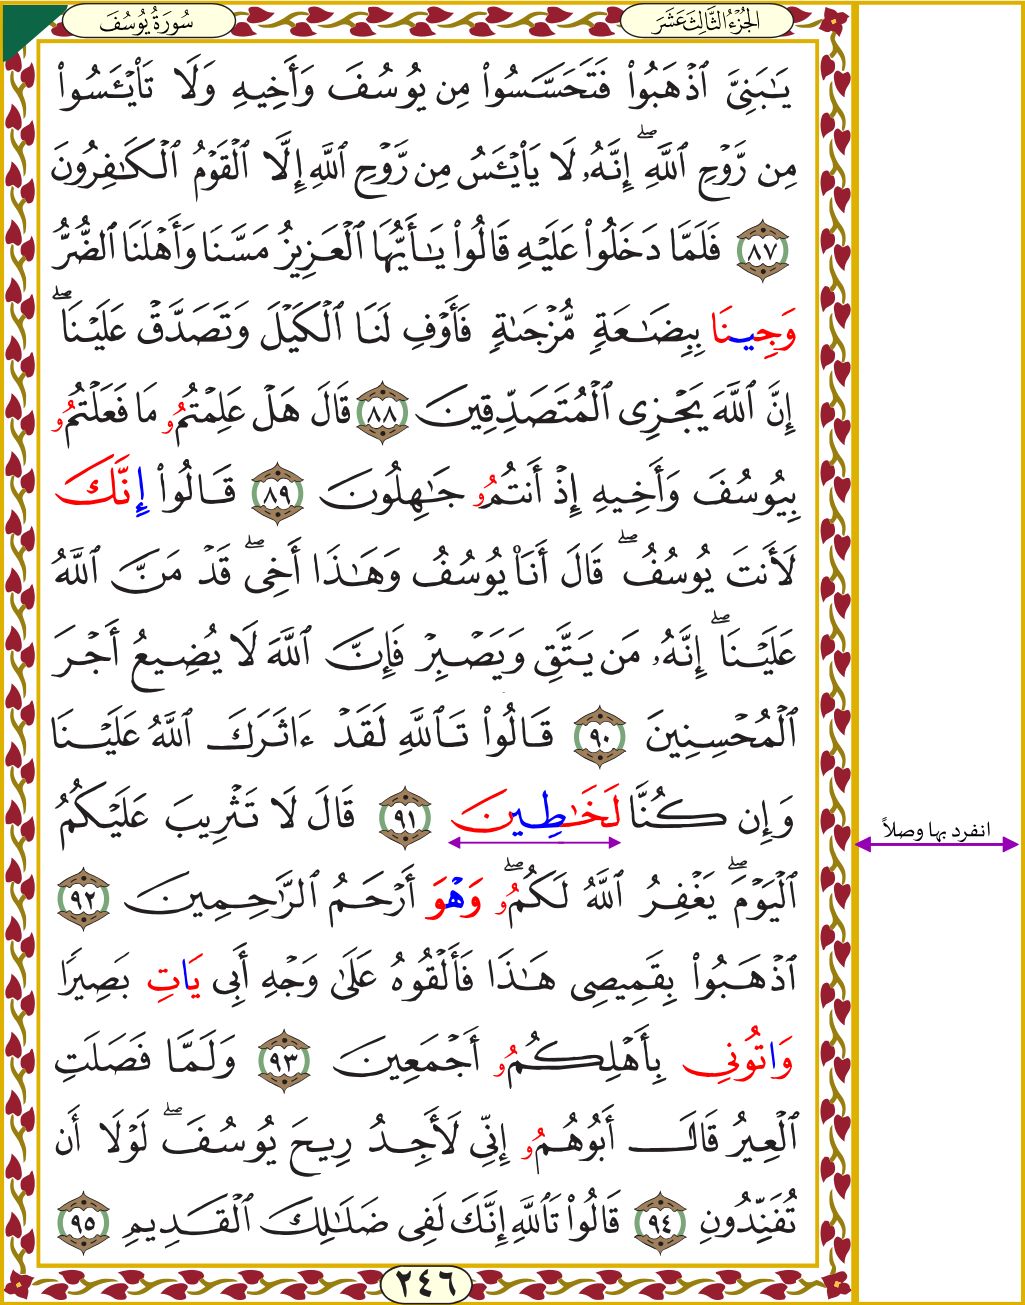 الجُزْءُ الثَّالِثَ عَشَرَ
سُورَةُ يُوسُفَ
يَٰبَنِيَّ ٱذْهَبُوا۟ فَتَحَسَّسُوا۟ مِن يُوسُفَ وَأَخِيهِ وَلَا تَا۟يْـَٔسُوا۟
مِن رَّوْحِ ٱللَّهِۖ إِنَّهُۥ لَا يَا۟يْـَٔسُ مِن رَّوْحِ ٱللَّهِ إِلَّا ٱلْقَوْمُ ٱلْكَٰفِرُونَ
٨٧ فَلَمَّا دَخَلُوا۟ عَلَيْهِ قَالُوا۟ يَٰٓأَيُّهَا ٱلْعَزِيزُ مَسَّنَا وَأَهْلَنَا ٱلضُّرُّ
وَجِينَا بِبِضَٰعَةٍ مُّزْجَىٰةٍ فَأَوْفِ لَنَا ٱلْكَيْلَ وَتَصَدَّقْ عَلَيْنَاۖ
إِنَّ ٱللَّهَ يَجْزِى ٱلْمُتَصَدِّقِينَ ٨٨ قَالَ هَلْ عَلِمْتُمُۥ مَا فَعَلْتُمُۥ
بِيُوسُفَ وَأَخِيهِ إِذْ أَنتُمُۥ جَٰهِلُونَ ٨٩ قَالُوا۟ إِنَّكَ
لَأَنتَ يُوسُفُۖ قَالَ أَنَا۠ يُوسُفُ وَهَٰذَا أَخِىۖ قَدْ مَنَّ ٱللَّهُ
عَلَيْنَاۖ إِنَّهُۥ مَن يَتَّقِ وَيَصْبِرْ فَإِنَّ ٱللَّهَ لَا يُضِيعُ أَجْرَ
ٱلْمُحْسِنِينَ ٩٠ قَالُوا۟ تَٱللَّهِ لَقَدْ ءَاثَرَكَ ٱللَّهُ عَلَيْنَا
وَإِن كُنَّا لَخَٰطِينَ ٩١ قَالَ لَا تَثْرِيبَ عَلَيْكُمُ
انفرد بها وصلاً
ٱلْيَوْمَۖ يَغْفِرُ ٱللَّهُ لَكُمُۥۖ وَهْوَ أَرْحَمُ ٱلرَّٰحِمِينَ ٩٢
ٱذْهَبُوا۟ بِقَمِيصِى هَٰذَا فَأَلْقُوهُ عَلَىٰ وَجْهِ أَبِى يَاتِ بَصِيرًا
وَاتُونِى بِأَهْلِكُمُۥ أَجْمَعِينَ ٩٣ وَلَمَّا فَصَلَتِ
ٱلْعِيرُ قَالَ أَبُوهُمُۥ إِنِّى لَأَجِدُ رِيحَ يُوسُفَۖ لَوْلَا أَن
تُفَنِّدُونِ ٩٤ قَالُوا۟ تَٱللَّهِ إِنَّكَ لَفِى ضَلَٰلِكَ ٱلْقَدِيمِ ٩٥
٢٤٦